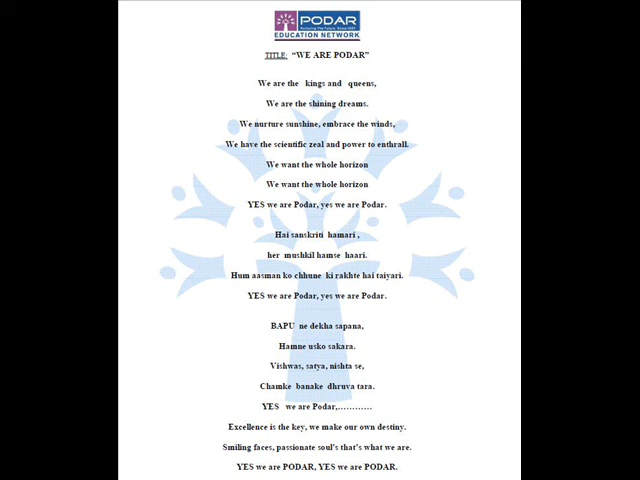 PODAR
Nurturing The Future, Since 1927
EDUCATION NETWORK
TITLE: “WE ARE PODAR”
We are the kings and queens,
We are the shining dreams.
We nurture sunshine, embrace the winds,
We have the scientific zeal and power to enthrall.
We want the whole horizon
We want the whole horizon
YES we are Podar, yes we are Podar.
Hai sanskriti hamari ,
her mushkil hamse haari.
Hum aasman ko chhune ki rakhte hai taiyari.
YES we are Podar, yes we are Podar.
BAPU ne dekha sapana,
Hamne usko sakara.
Vishwas, satya, nishta se,
Chamke banake dhruva tara.
YES we are Podar,…………
Excellence is the key, we make our own destiny.
Smiling faces, passionate soul's that's what we are.
YES we are PODAR, YES we are PODAR.